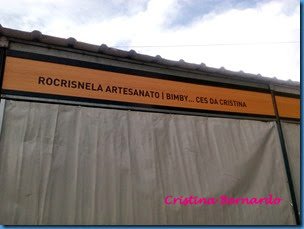 ROCRISNELA ARTESANATO | BIMBY... CES DA CRISTINA
Cristina Bernardo